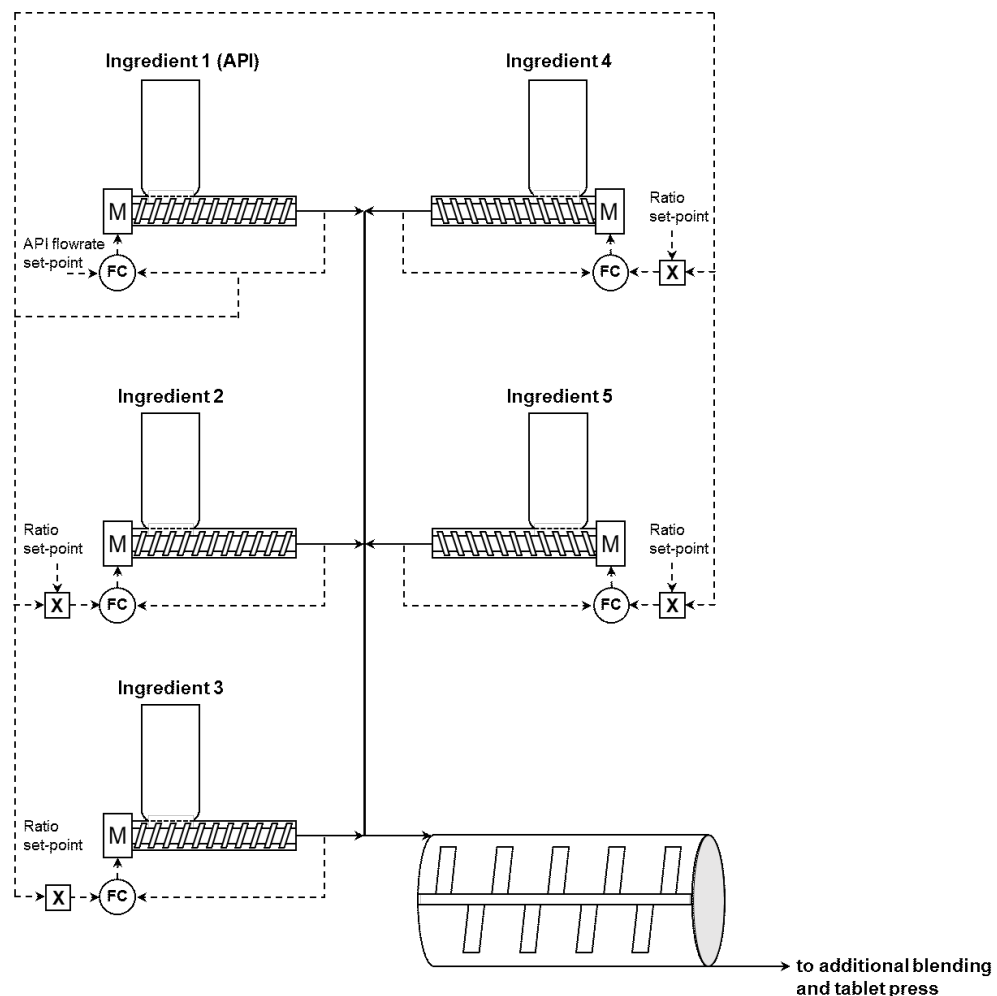 Ingredient 1 (API)
Ingredient 4
M
M
Ratio
set-point
API flowrate
set-point
FC
FC
X
Ingredient 2
Ingredient 5
Ratio
set-point
M
M
Ratio
set-point
X
FC
FC
X
Ingredient 3
Ratio
set-point
M
X
FC
to additional blending
and tablet press